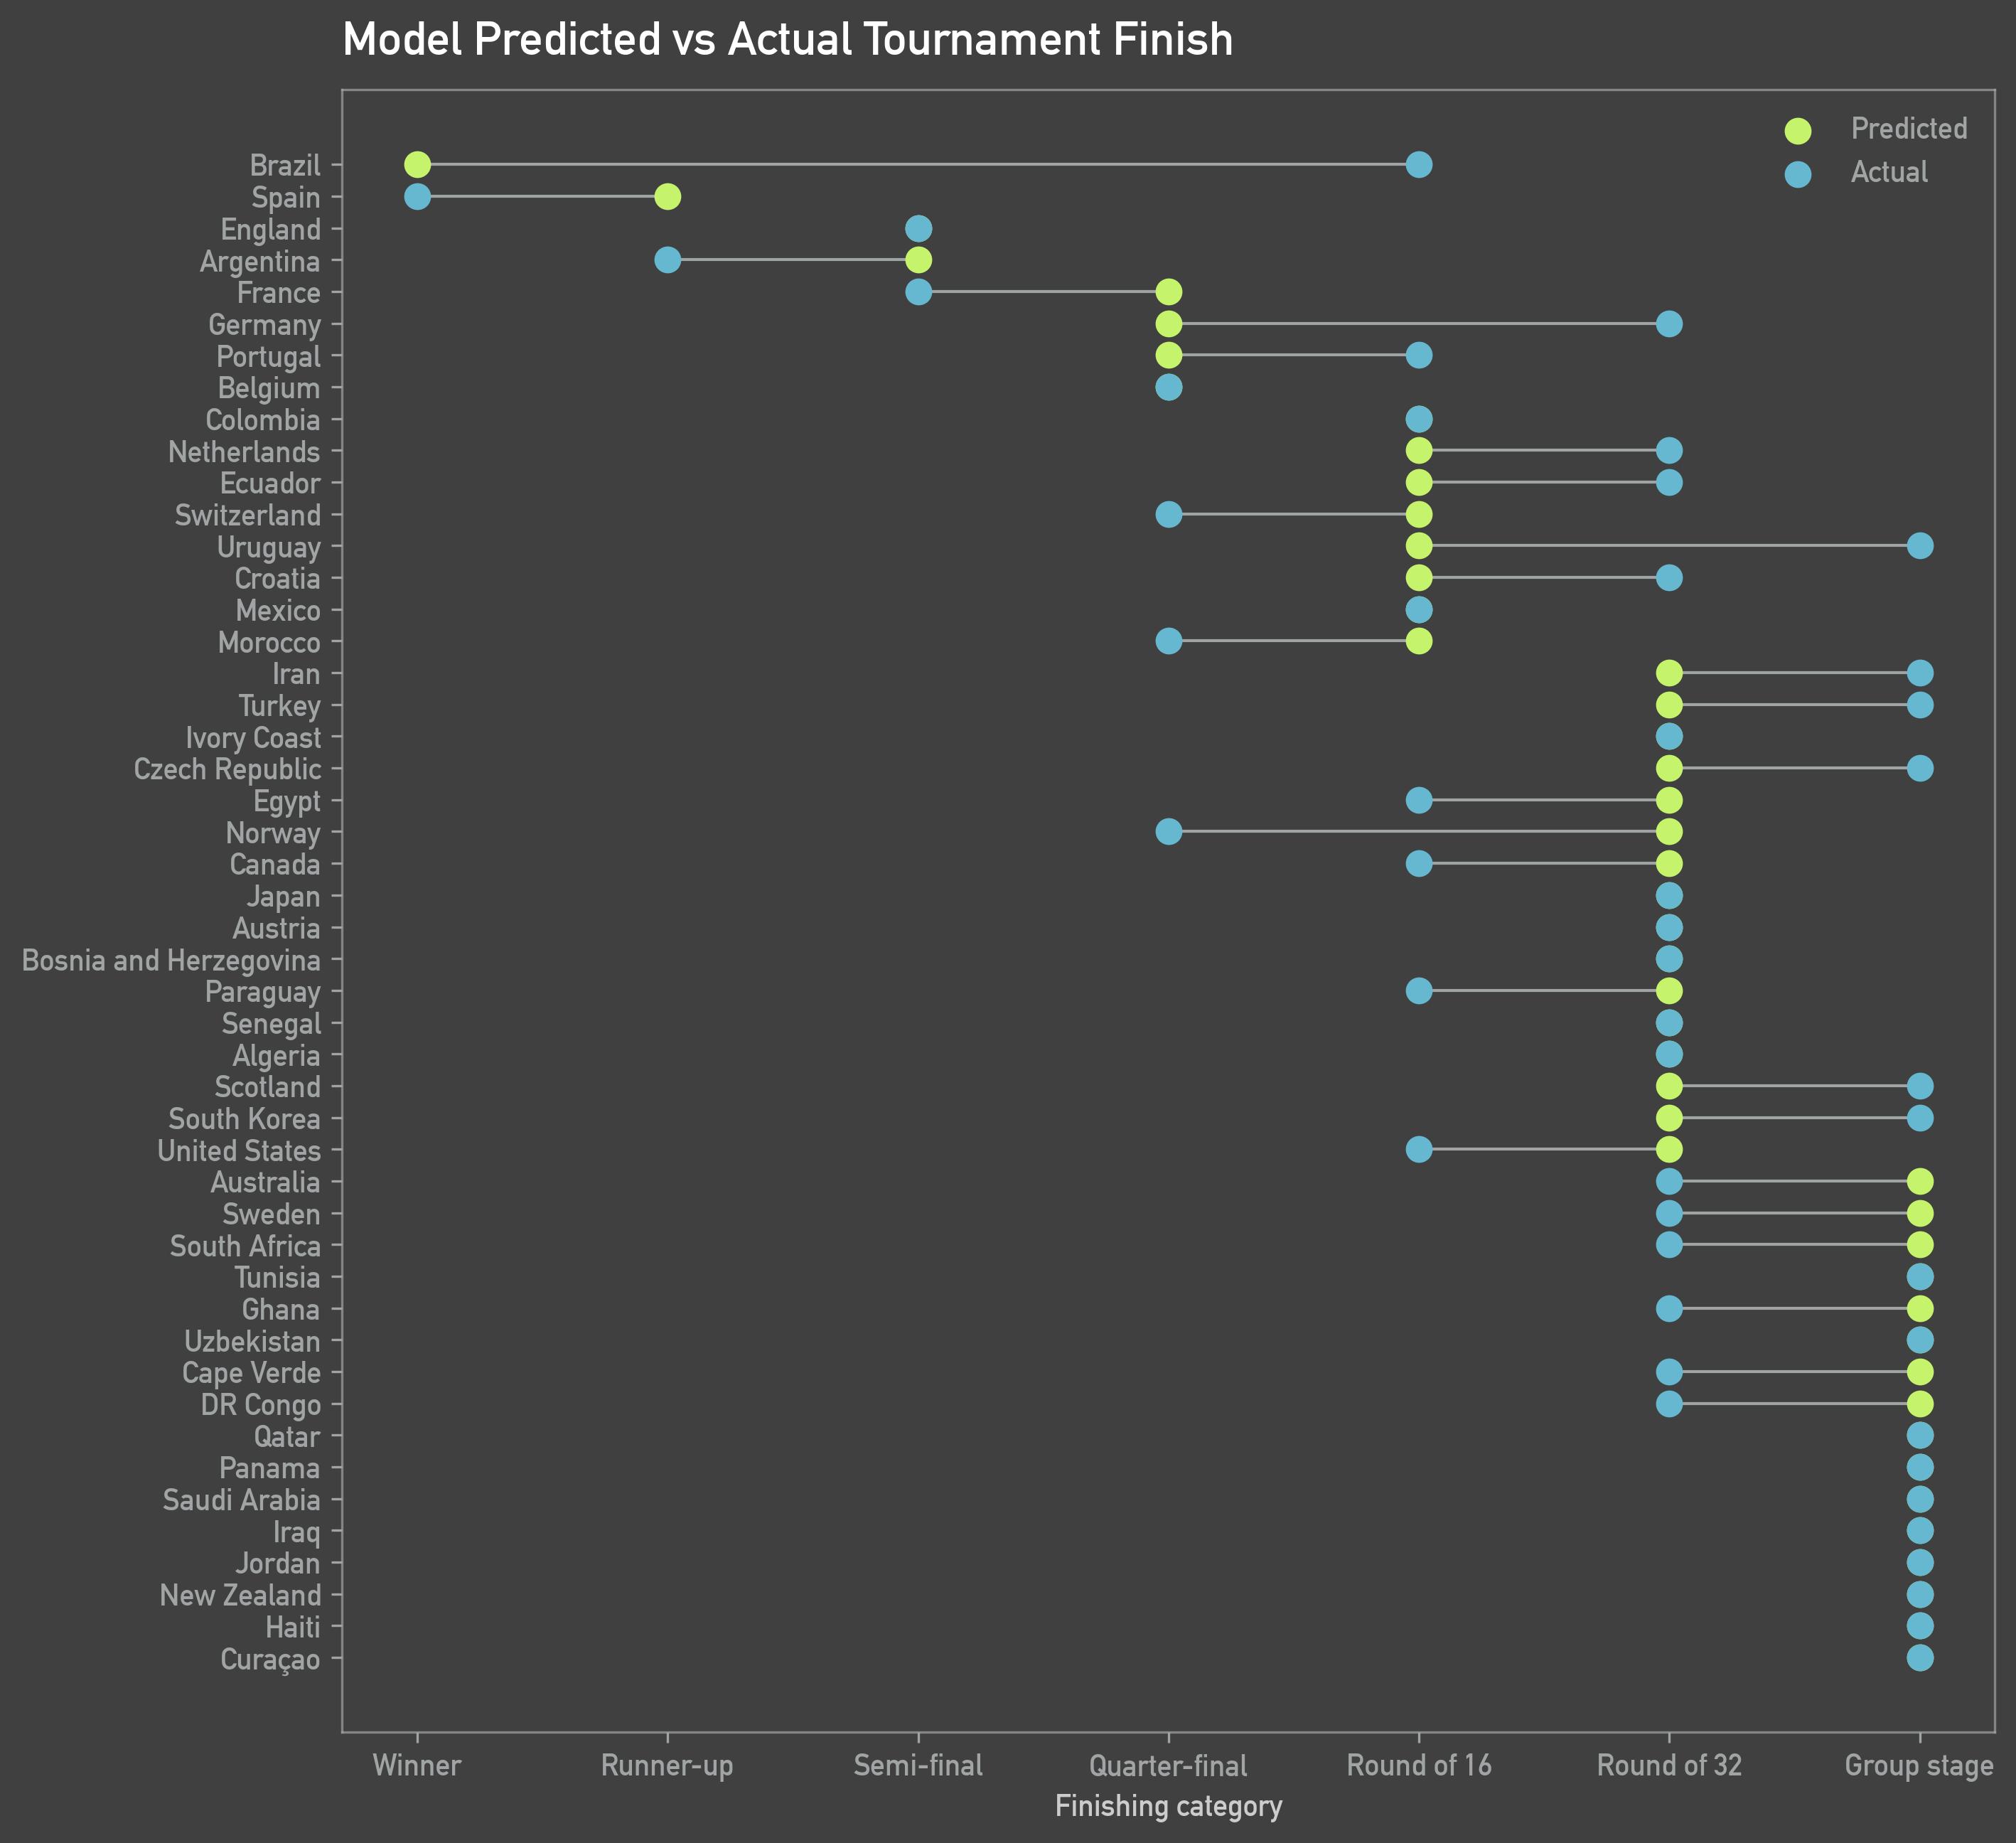 Model Predicted vs Actual Tournament Finish
Predicted
Actual
Brazil
Spain
England
Argentina
France
Germany
Portugal
Belgium
Colombia
Netherlands
Ecuador
Switzerland
Uruguay
Croatia
Mexico
Morocco
Iran
Turkey
Ivory Coast
Czech Republic
Egypt
Norway
Canada
Japan
Austria
Bosnia and Herzegovina
Paraguay
Senegal
Algeria
Scotland
South Korea
United States
Australia
Sweden
South Africa
Tunisia
Ghana
Uzbekistan
Cape Verde
DR Congo
Qatar
Panama
Saudi Arabia
Iraq
Jordan
New Zealand
Haiti
Curaçao
Winner
Runner-up
Semi-final
Quarter-final
Round of 16
Round of 32
Group stage
Finishing category